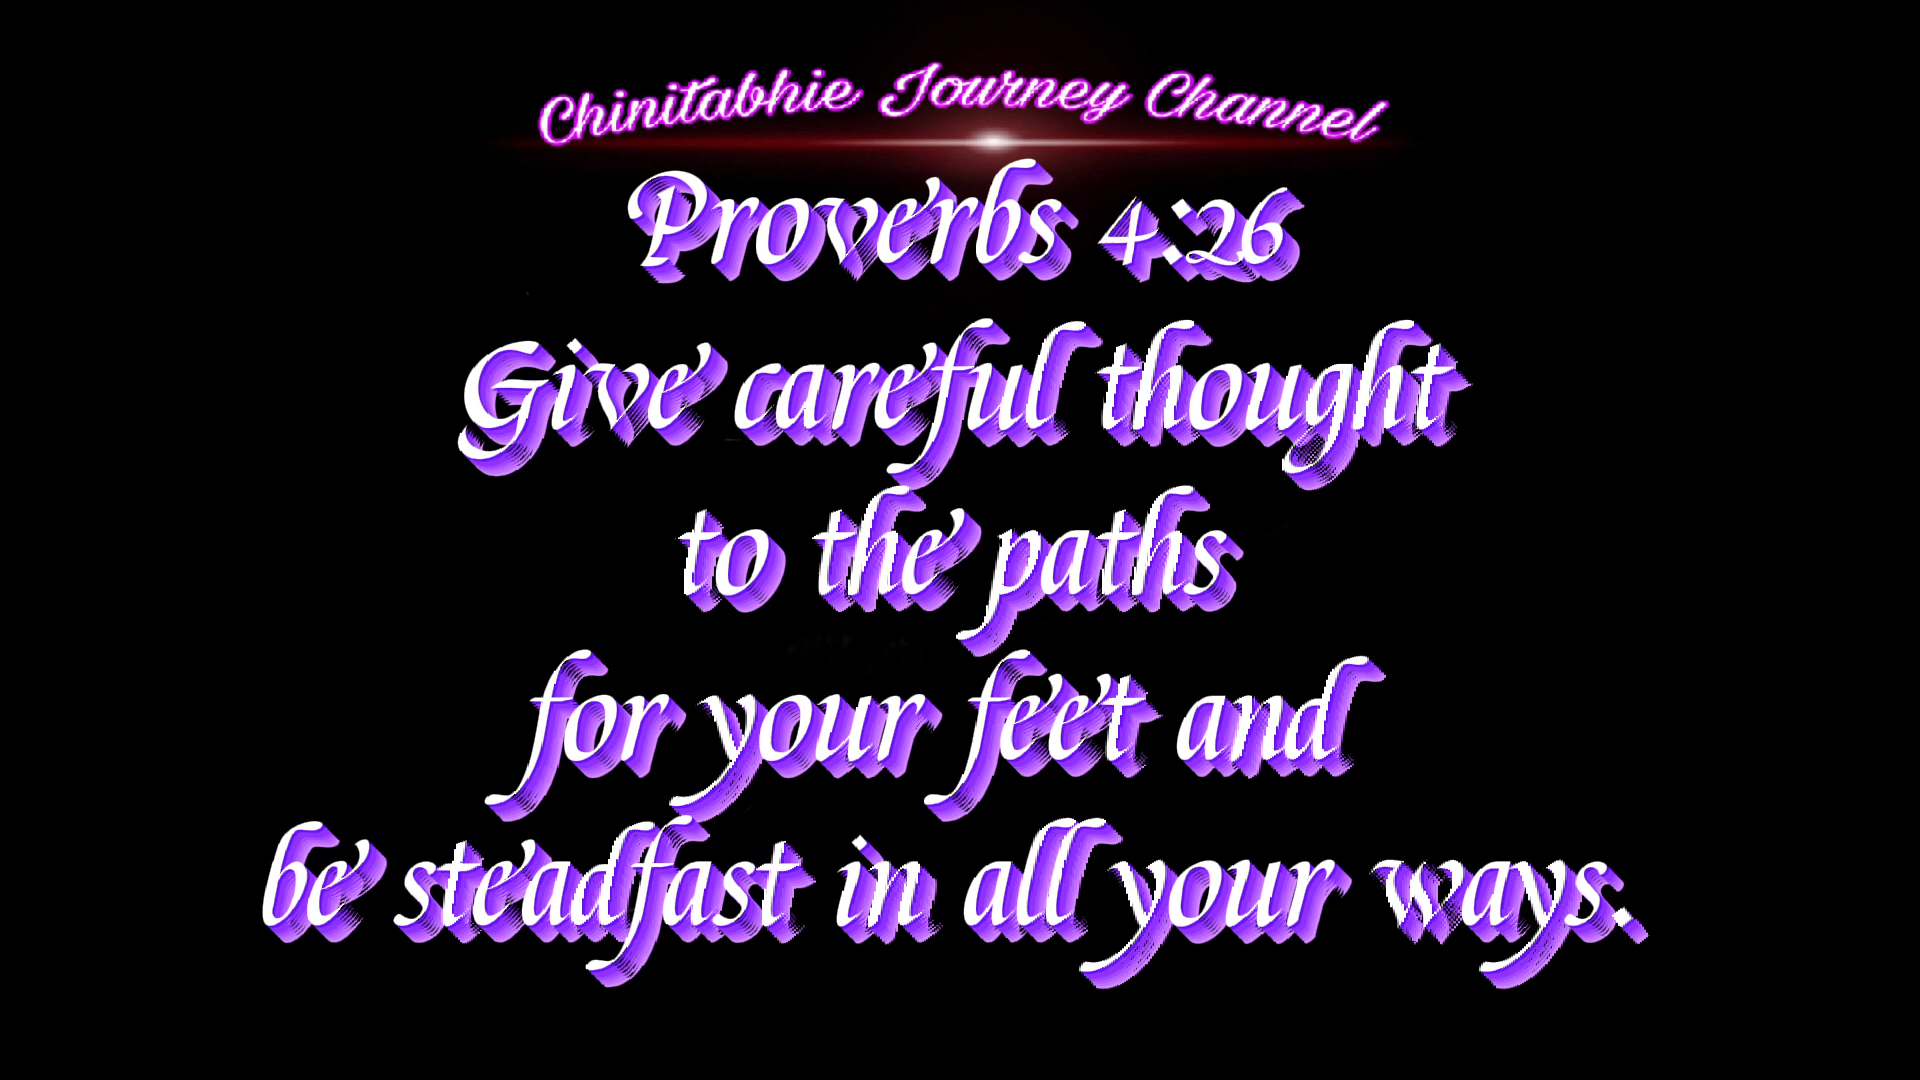 Chinitabhie Journey Channel
Proverbs 4:26
Give careful thought
to the paths
for your feet and
be steadfast in all your ways.